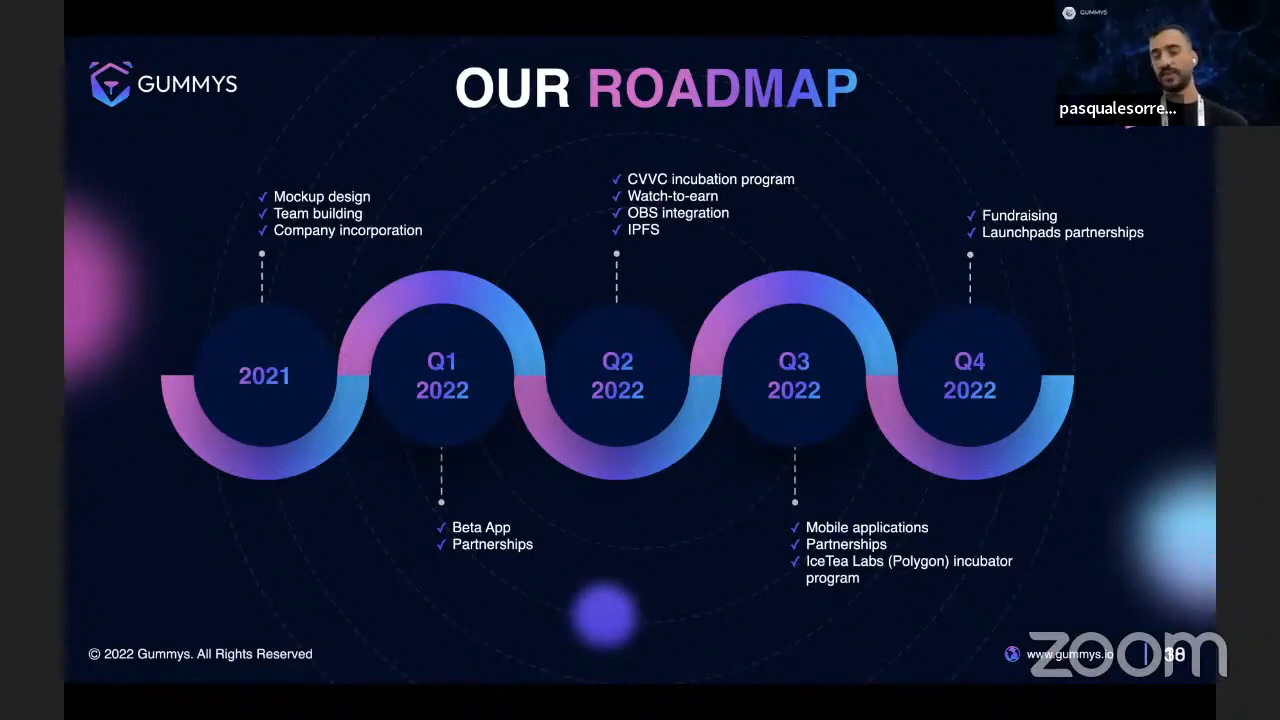 GUMMYS
OUR ROADMAP
GUMMYS
pasqualesorre...
Mockup design
Team building
Company incorporation
CVVC incubation program
Watch-to-earn
OBS integration
IPFS
Fundraising
Launchpads partnerships
2021
Q1
2022
Q2
2022
Q3
2022
Q4
2022
Beta App
Partnerships
Mobile applications
Partnerships
IceTea Labs (Polygon) incubator
program
© 2022 Gummys. All Rights Reserved
www.gummys.io
zoom